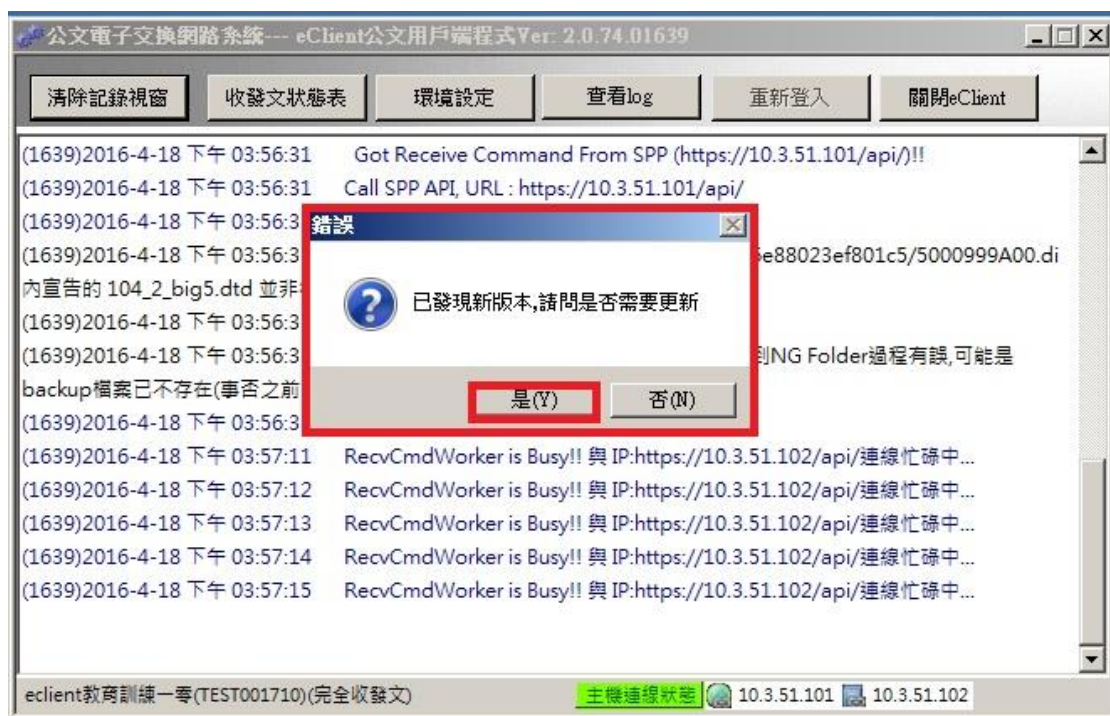 公文電子交換網路系統--- eClient公文用戶端程式Ver: 2.0.74.01639
清除記錄視窗 收發文狀態表 環境設定 查看log 重新登入 關閉eClient
(1639)2016-4-18 下午 03:56:31 Got Receive Command From SPP (https://10.3.51.101/api/)!!
(1639)2016-4-18 下午 03:56:31 Call SPP API, URL : https://10.3.51.101/api/
(1639)2016-4-18 下午 03:56:3
(1639)2016-4-18 下午 03:56:3 5e88023ef801c5/5000999A00.di
內宣告的 104_2_big5.dtd 並非
(1639)2016-4-18 下午 03:56:3
(1639)2016-4-18 下午 03:56:3 到NG Folder過程有誤,可能是
backup檔案已不存在(事否之前
(1639)2016-4-18 下午 03:56:3
錯誤
已發現新版本,請問是否需要更新
是(Y) 否(N)
(1639)2016-4-18 下午 03:57:11 RecvCmdWorker is Busy!! 與 IP:https://10.3.51.102/api/連線忙碌中...
(1639)2016-4-18 下午 03:57:12 RecvCmdWorker is Busy!! 與 IP:https://10.3.51.102/api/連線忙碌中...
(1639)2016-4-18 下午 03:57:13 RecvCmdWorker is Busy!! 與 IP:https://10.3.51.102/api/連線忙碌中...
(1639)2016-4-18 下午 03:57:14 RecvCmdWorker is Busy!! 與 IP:https://10.3.51.102/api/連線忙碌中...
(1639)2016-4-18 下午 03:57:15 RecvCmdWorker is Busy!! 與 IP:https://10.3.51.102/api/連線忙碌中...
eclient教育訓練一零(TEST001710)(完全收發文) 主機連線狀態 10.3.51.101 10.3.51.102